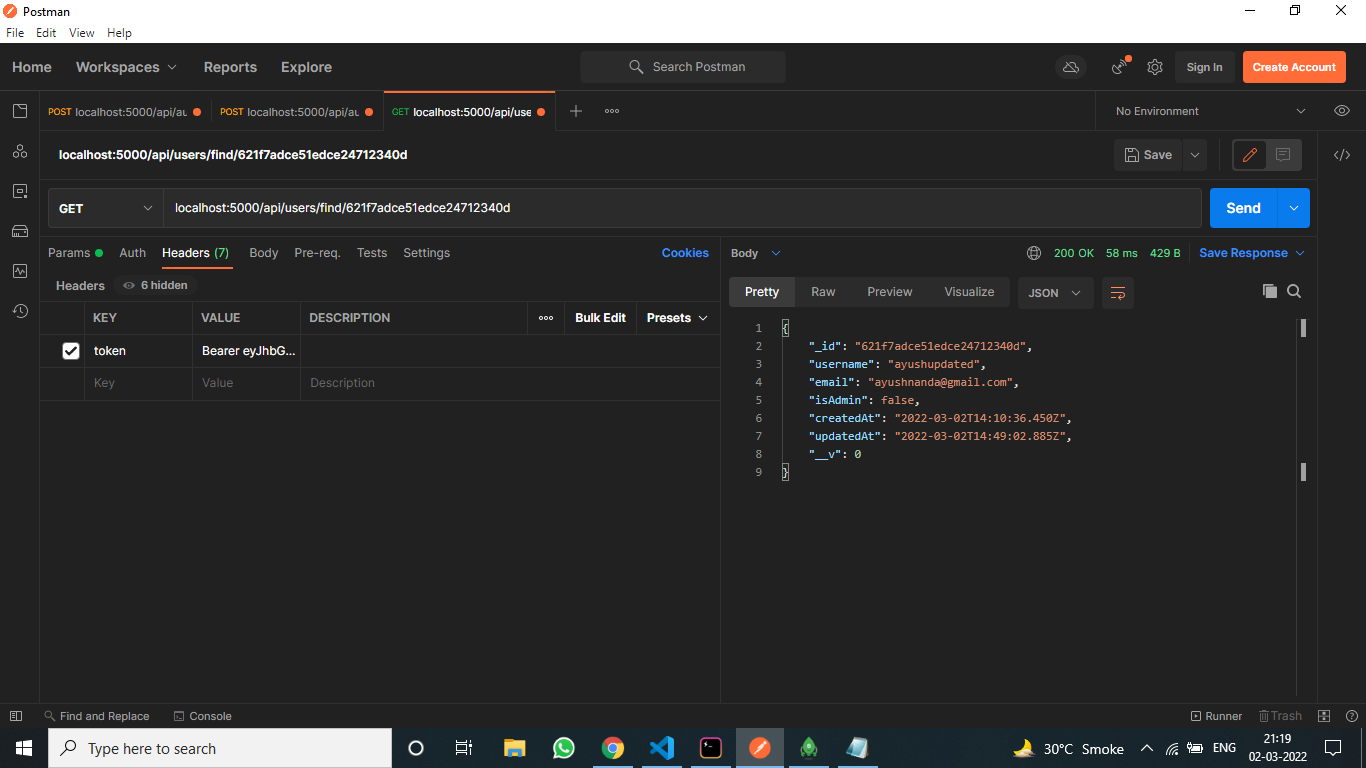 Postman
File Edit View Help
Home Workspaces Reports Explore Search Postman Sign In Create Account
POST localhost:5000/api/au POST localhost:5000/api/au GET localhost:5000/api/use No Environment
localhost:5000/api/users/find/621f7adce51edce24712340d Save
GET localhost:5000/api/users/find/621f7adce51edce24712340d Send
Params Auth Headers (7) Body Pre-req. Tests Settings Cookies
Body 200 OK 58 ms 429 B Save Response
Headers 6 hidden
Pretty Raw Preview Visualize JSON
KEY VALUE DESCRIPTION Bulk Edit Presets
token Bearer eyJhbG...
Key Value Description
1 {
2 "_id": "621f7adce51edce24712340d",
3 "username": "ayushupdated",
4 "email": "ayushnanda@gmail.com",
5 "isAdmin": false,
6 "createdAt": "2022-03-02T14:10:36.450Z",
7 "updatedAt": "2022-03-02T14:49:02.885Z",
8 "__v": 0
9 }
Find and Replace Console Runner Trash
Type here to search 30°C Smoke ENG 21:19
02-03-2022